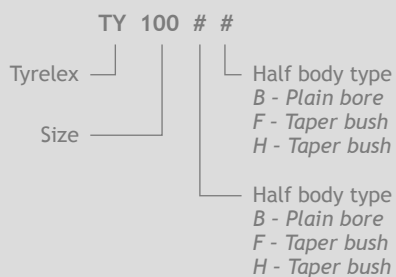 TY 100 # #
Tyrelex
Size
Half body type
B - Plain bore
F - Taper bush
H - Taper bush
Half body type
B - Plain bore
F - Taper bush
H - Taper bush